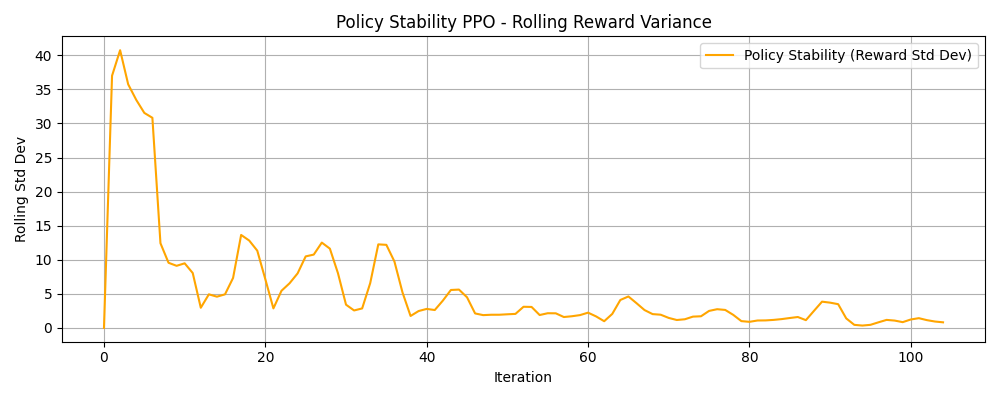 Policy Stability PPO - Rolling Reward Variance
Policy Stability (Reward Std Dev)
Rolling Std Dev
40
35
30
25
20
15
10
5
0
0 20 40 60 80 100
Iteration